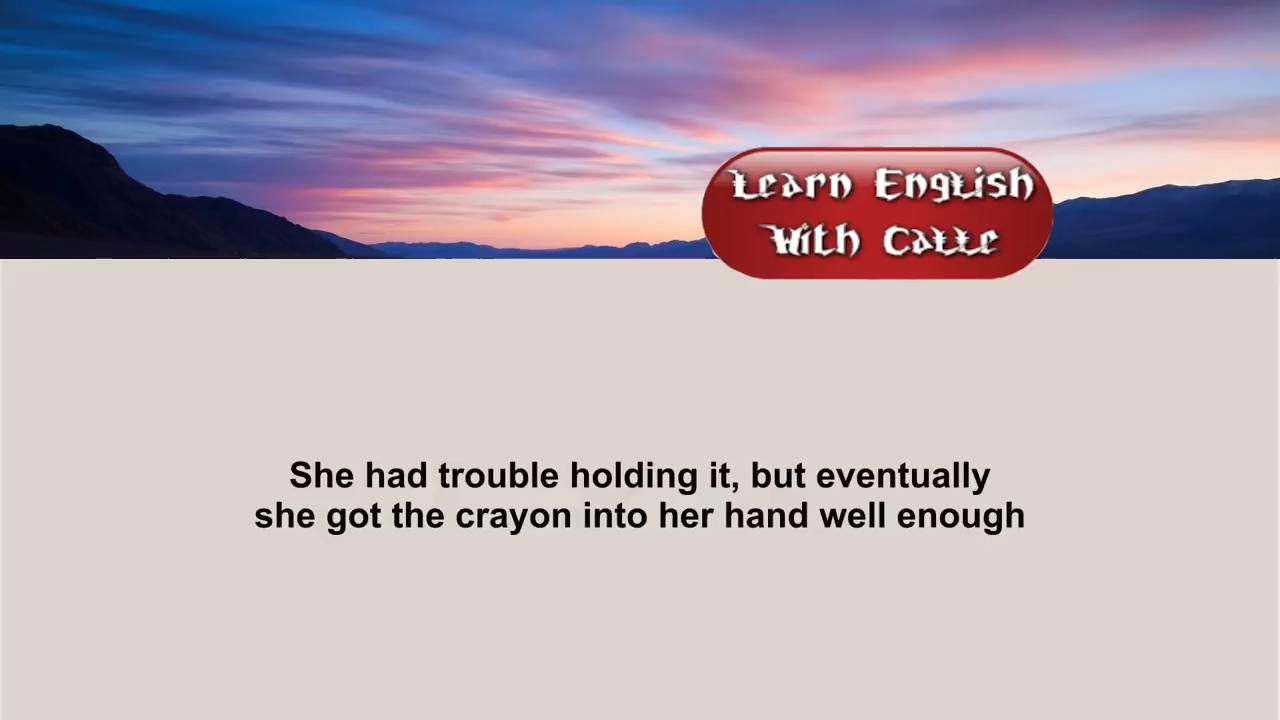 Learn English
With Calle
She had trouble holding it, but eventually
she got the crayon into her hand well enough